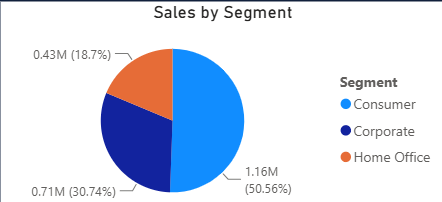 Sales by Segment
0.43M (18.7%)
Segment
Consumer
Corporate
Home Office
1.16M
(50.56%)
0.71M (30.74%)